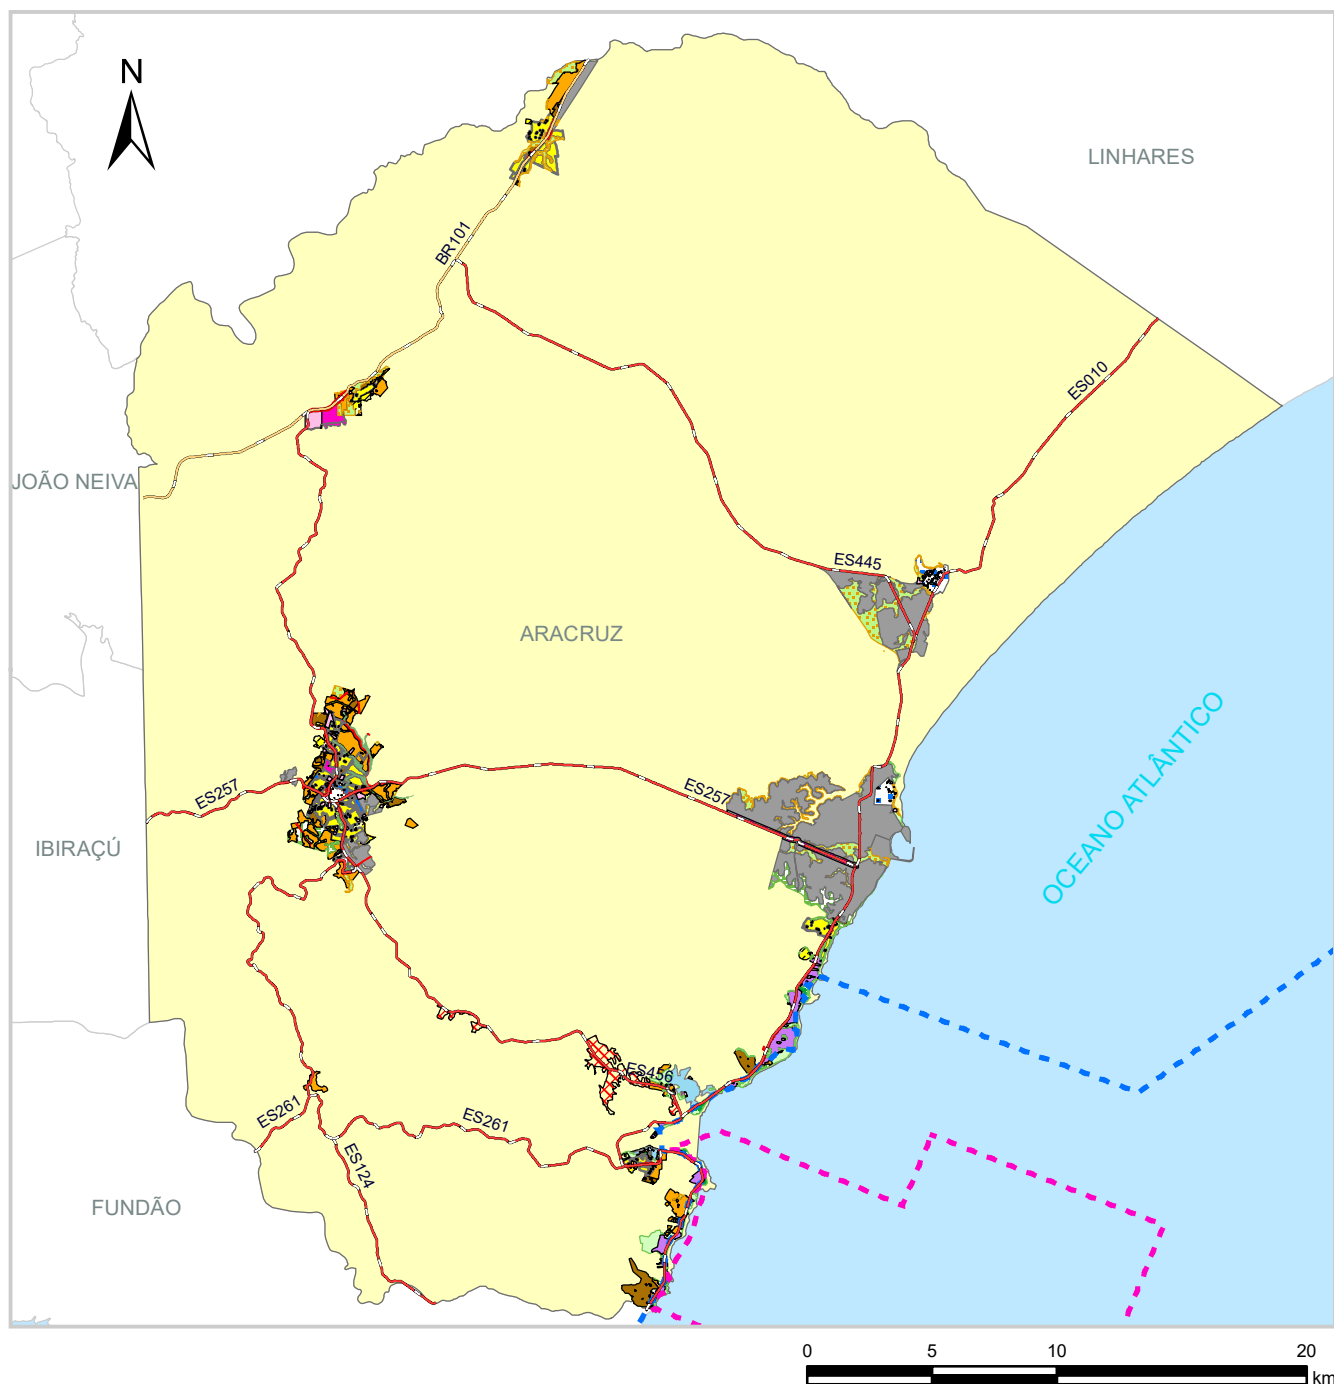 N
LINHARES
BR101
ES010
JOÃO NEIVA
ES445
ARACRUZ
OCEANO ATLÂNTICO
ES257
ES257
IBIRAÇÚ
ES456
ES261
ES261
ES124
FUNDÃO
0 5 10 20
km